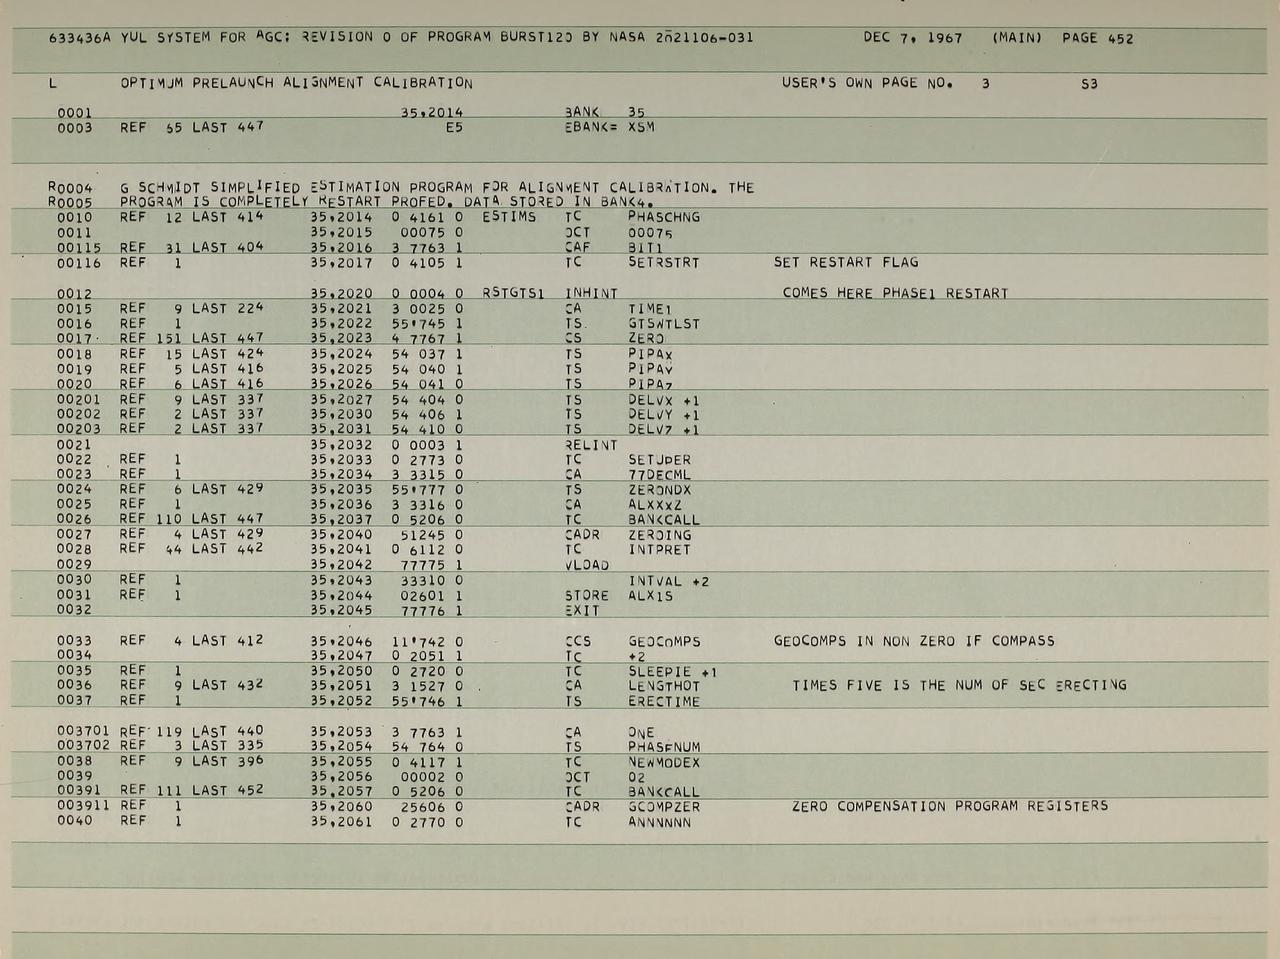 633436A YUL SYSTEM FOR AGC: REVISION 0 OF PROGRAM BURST120 BY NASA 2021106-031 DEC 7, 1967 (MAIN) PAGE 452
L OPTIMUM PRELAUNCH ALIGNMENT CALIBRATION USER'S OWN PAGE NO. 3 S3
0001 35,2014 BANK 35
0003 REF 65 LAST 447 E5 EBANK= XSM
R0004 G SCHMIDT SIMPLIFIED ESTIMATION PROGRAM FOR ALIGNMENT CALIBRATION. THE
R0005 PROGRAM IS COMPLETELY RESTART PROFED. DATA STORED IN BANK4.
0010 REF 12 LAST 414 35,2014 0 4161 0 ESTIMS TC PHASCHNG
0011 35,2015 00075 0 OCT 00075
00115 REF 31 LAST 404 35,2016 3 7763 1 CAF BIT1
00116 REF 1 35,2017 0 4105 1 TC SETRSTRT SET RESTART FLAG
0012 35,2020 0 0004 0 RSTGTS1 INHINT COMES HERE PHASE1 RESTART
0015 REF 9 LAST 224 35,2021 3 0025 0 CA TIME1
0016 REF 1 35,2022 55'745 1 TS GTSWTLST
0017 REF 151 LAST 447 35,2023 4 7767 1 CS ZERO
0018 REF 15 LAST 424 35,2024 54 037 1 TS PIPAX
0019 REF 5 LAST 416 35,2025 54 040 1 TS PIPAY
0020 REF 6 LAST 416 35,2026 54 041 0 TS PIPAZ
00201 REF 9 LAST 337 35,2027 54 404 0 TS DELVX +1
00202 REF 2 LAST 337 35,2030 54 406 1 TS DELVY +1
00203 REF 2 LAST 337 35,2031 54 410 0 TS DELVZ +1
0021 35,2032 0 0003 1 RELINT
0022 REF 1 35,2033 0 2773 0 TC SETUPER
0023 REF 1 35,2034 3 3315 0 CA 77DECML
0024 REF 6 LAST 429 35,2035 55'777 0 TS ZERONDX
0025 REF 1 35,2036 3 3316 0 CA ALXXXZ
0026 REF 110 LAST 447 35,2037 0 5206 0 TC BANKCALL
0027 REF 4 LAST 429 35,2040 51245 0 CADR ZEROING
0028 REF 44 LAST 442 35,2041 0 6112 0 TC INTPRET
0029 35,2042 77775 1 VLOAD
0030 REF 1 35,2043 33310 0 INTVAL +2
0031 REF 1 35,2044 02601 1 STORE ALX1S
0032 35,2045 77776 1 EXIT
0033 REF 4 LAST 412 35,2046 11'742 0 CCS GEOCOMPS GEOCOMPS IN NON ZERO IF COMPASS
0034 35,2047 0 2051 1 TC +2
0035 REF 1 35,2050 0 2720 0 TC SLEEPIE +1
0036 REF 9 LAST 432 35,2051 3 1527 0 CA LENGTHOT TIMES FIVE IS THE NUM OF SEC ERECTING
0037 REF 1 35,2052 55'746 1 TS ERECTIME
003701 REF 119 LAST 440 35,2053 3 7763 1 CA ONE
003702 REF 3 LAST 335 35,2054 54 764 0 TS PHASENUM
0038 REF 9 LAST 396 35,2055 0 4117 1 TC NEWMODEX
0039 35,2056 00002 0 OCT 02
00391 REF 111 LAST 452 35,2057 0 5206 0 TC BANKCALL
003911 REF 1 35,2060 25606 0 CADR GCOMPZER ZERO COMPENSATION PROGRAM REGISTERS
0040 REF 1 35,2061 0 2770 0 TC ANNNNNN